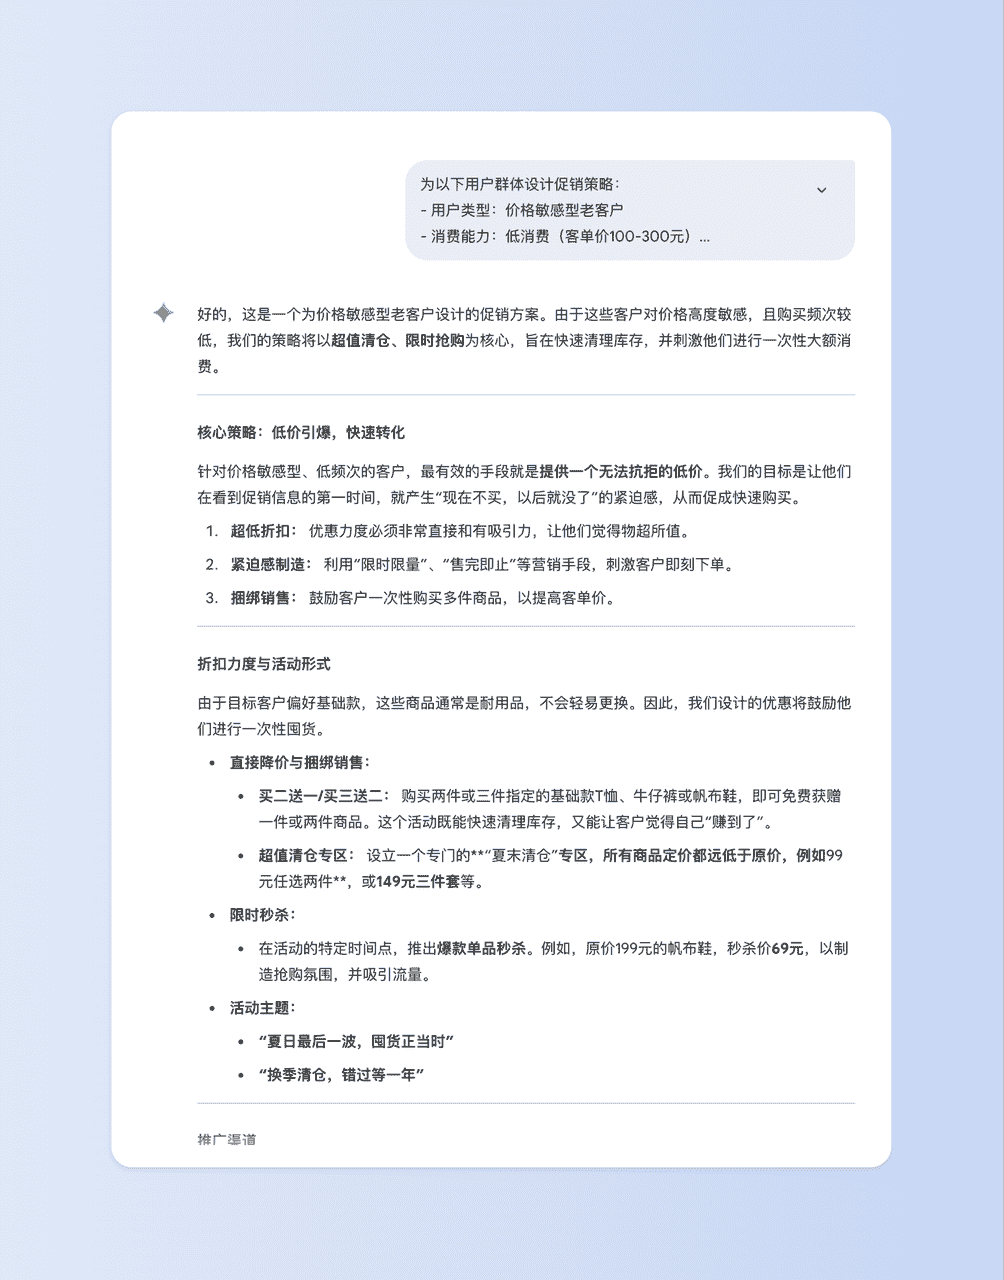 为以下用户群体设计促销策略：
- 用户类型：价格敏感型老客户
- 消费能力：低消费（客单价100-300元）...
好的，这是一个为价格敏感型老客户设计的促销方案。由于这些客户对价格高度敏感，且购买频次较
低，我们的策略将以超值清仓、限时抢购为核心，旨在快速清理库存，并刺激他们进行一次性大额消
费。
核心策略：低价引爆，快速转化
针对价格敏感型、低频次的客户，最有效的手段就是提供一个无法抗拒的低价。我们的目标是让他们
在看到促销信息的第一时间，就产生“现在不买，以后就没了”的紧迫感，从而促成快速购买。
1. 超低折扣： 优惠力度必须非常直接和有吸引力，让他们觉得物超所值。
2. 紧迫感制造： 利用“限时限量”、“售完即止”等营销手段，刺激客户即刻下单。
3. 捆绑销售： 鼓励客户一次性购买多件商品，以提高客单价。
折扣力度与活动形式
由于目标客户偏好基础款，这些商品通常是耐用品，不会轻易更换。因此，我们设计的优惠将鼓励他
们进行一次性囤货。
• 直接降价与捆绑销售：
• 买二送一/买三送二： 购买两件或三件指定的基础款T恤、牛仔裤或帆布鞋，即可免费获赠
一件或两件商品。这个活动既能快速清理库存，又能让客户觉得自己“赚到了”。
• 超值清仓专区： 设立一个专门的**“夏末清仓”专区，所有商品定价都远低于原价，例如99
元任选两件**，或149元三件套等。
• 限时秒杀：
• 在活动的特定时间点，推出爆款单品秒杀。例如，原价199元的帆布鞋，秒杀价69元，以制
造抢购氛围，并吸引流量。
• 活动主题：
• “夏日最后一波，囤货正当时”
• “换季清仓，错过等一年”
推广渠道